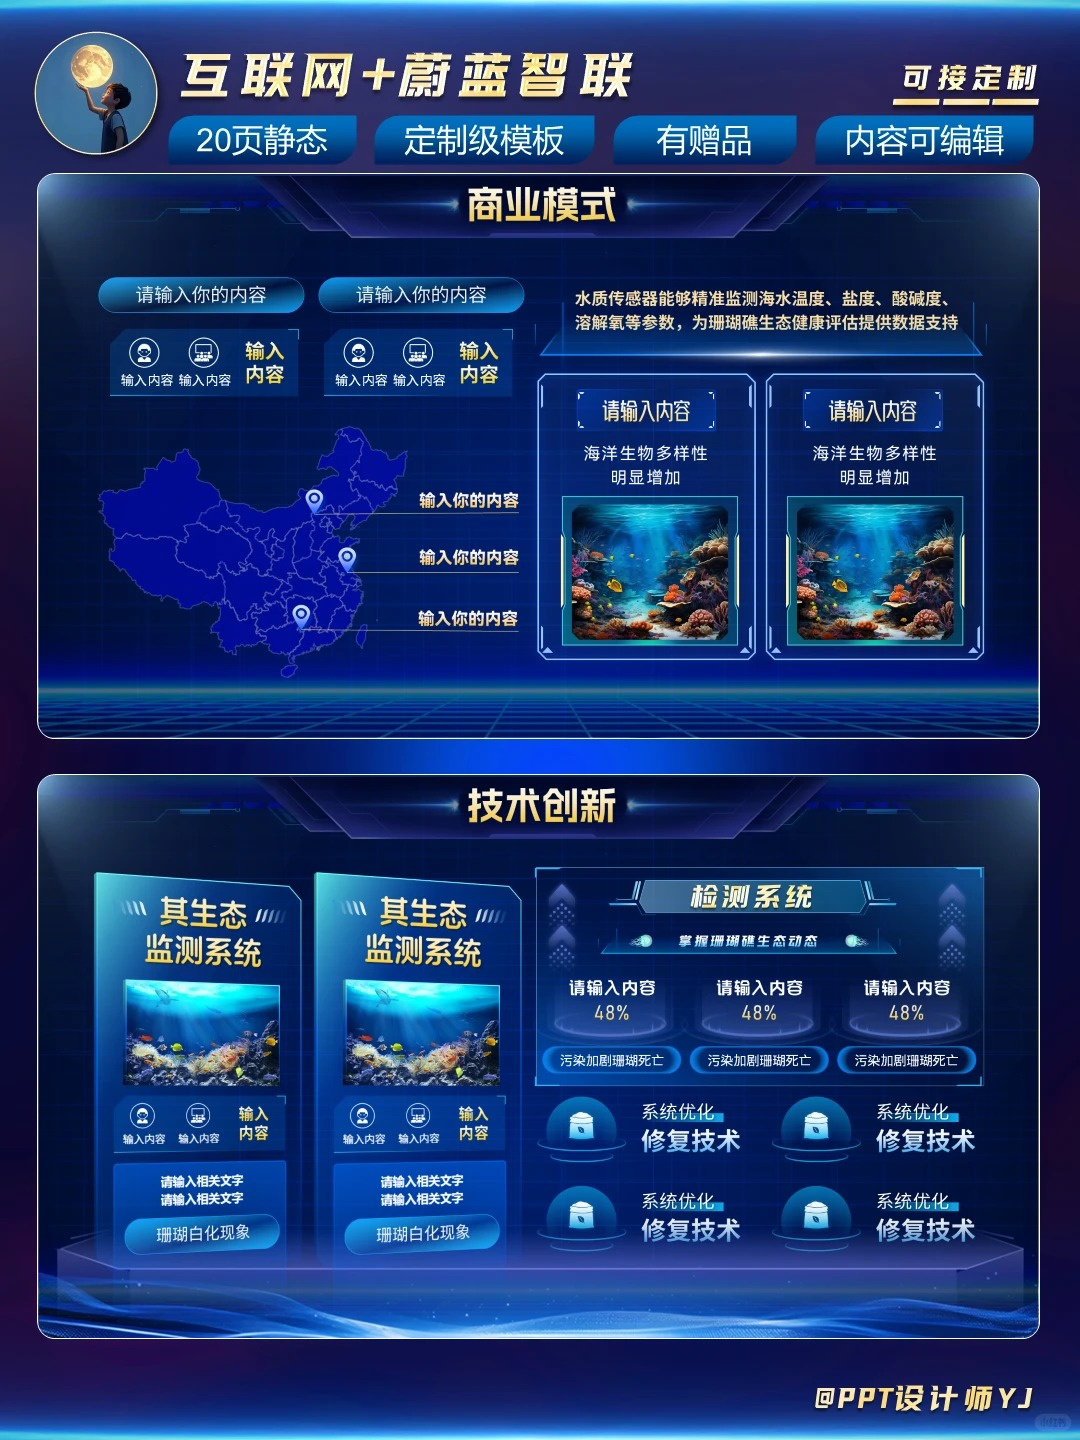 互联网+蔚蓝智联
可接定制
20页静态
定制级模板
有赠品
内容可编辑
商业模式
请输入你的内容
请输入你的内容
输入内容
输入内容
输入
内容
输入内容
输入内容
输入
内容
输入你的内容
输入你的内容
输入你的内容
水质传感器能够精准监测海水温度、盐度、酸碱度、
溶解氧等参数，为珊瑚礁生态健康评估提供数据支持
请输入内容
海洋生物多样性
明显增加
请输入内容
海洋生物多样性
明显增加
技术创新
其生态
监测系统
输入内容
输入内容
输入
内容
请输入相关文字
请输入相关文字
珊瑚白化现象
其生态
监测系统
输入内容
输入内容
输入
内容
请输入相关文字
请输入相关文字
珊瑚白化现象
检测系统
掌握珊瑚礁生态动态
请输入内容
48%
污染加剧珊瑚死亡
请输入内容
48%
污染加剧珊瑚死亡
请输入内容
48%
污染加剧珊瑚死亡
系统优化
修复技术
系统优化
修复技术
系统优化
修复技术
系统优化
修复技术
@PPT设计师YJ
小红书